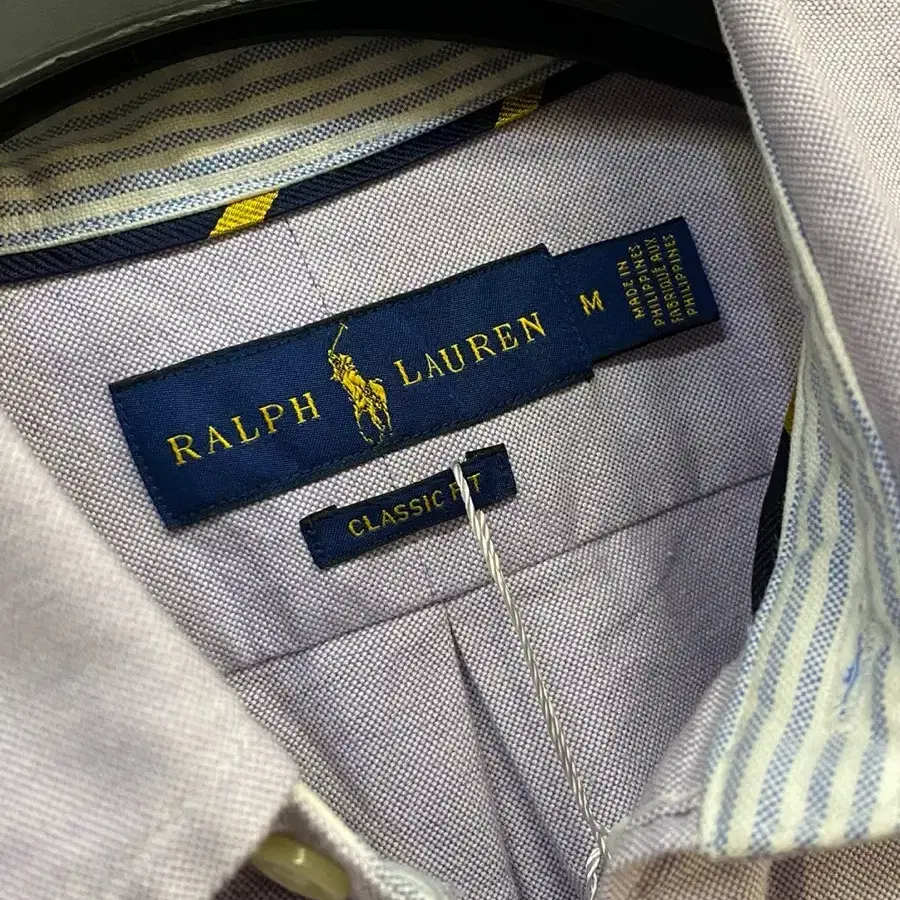 RALPH LAUREN
M
MADE IN
PHILIPPINES
FABRIQUÉ AUX
PHILIPPINES
CLASSIC FIT